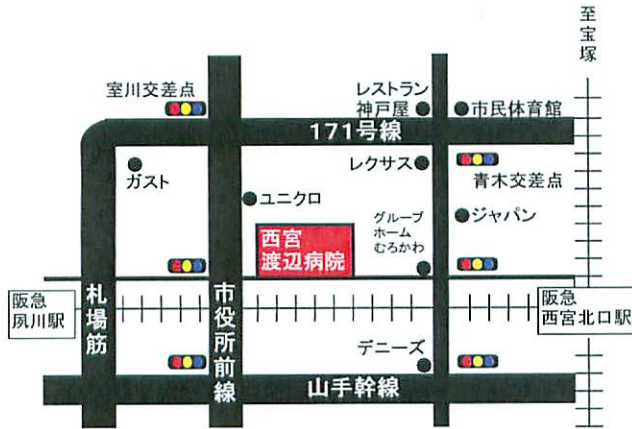 至宝塚
室川交差点
レストラン
神戸屋
市民体育館
171号線
ガスト
レクサス
青木交差点
ユニクロ
グループ
ホーム
むろかわ
ジャパン
西宮
渡辺病院
阪急
夙川駅
札場筋
市役所前線
阪急
西宮北口駅
デニーズ
山手幹線